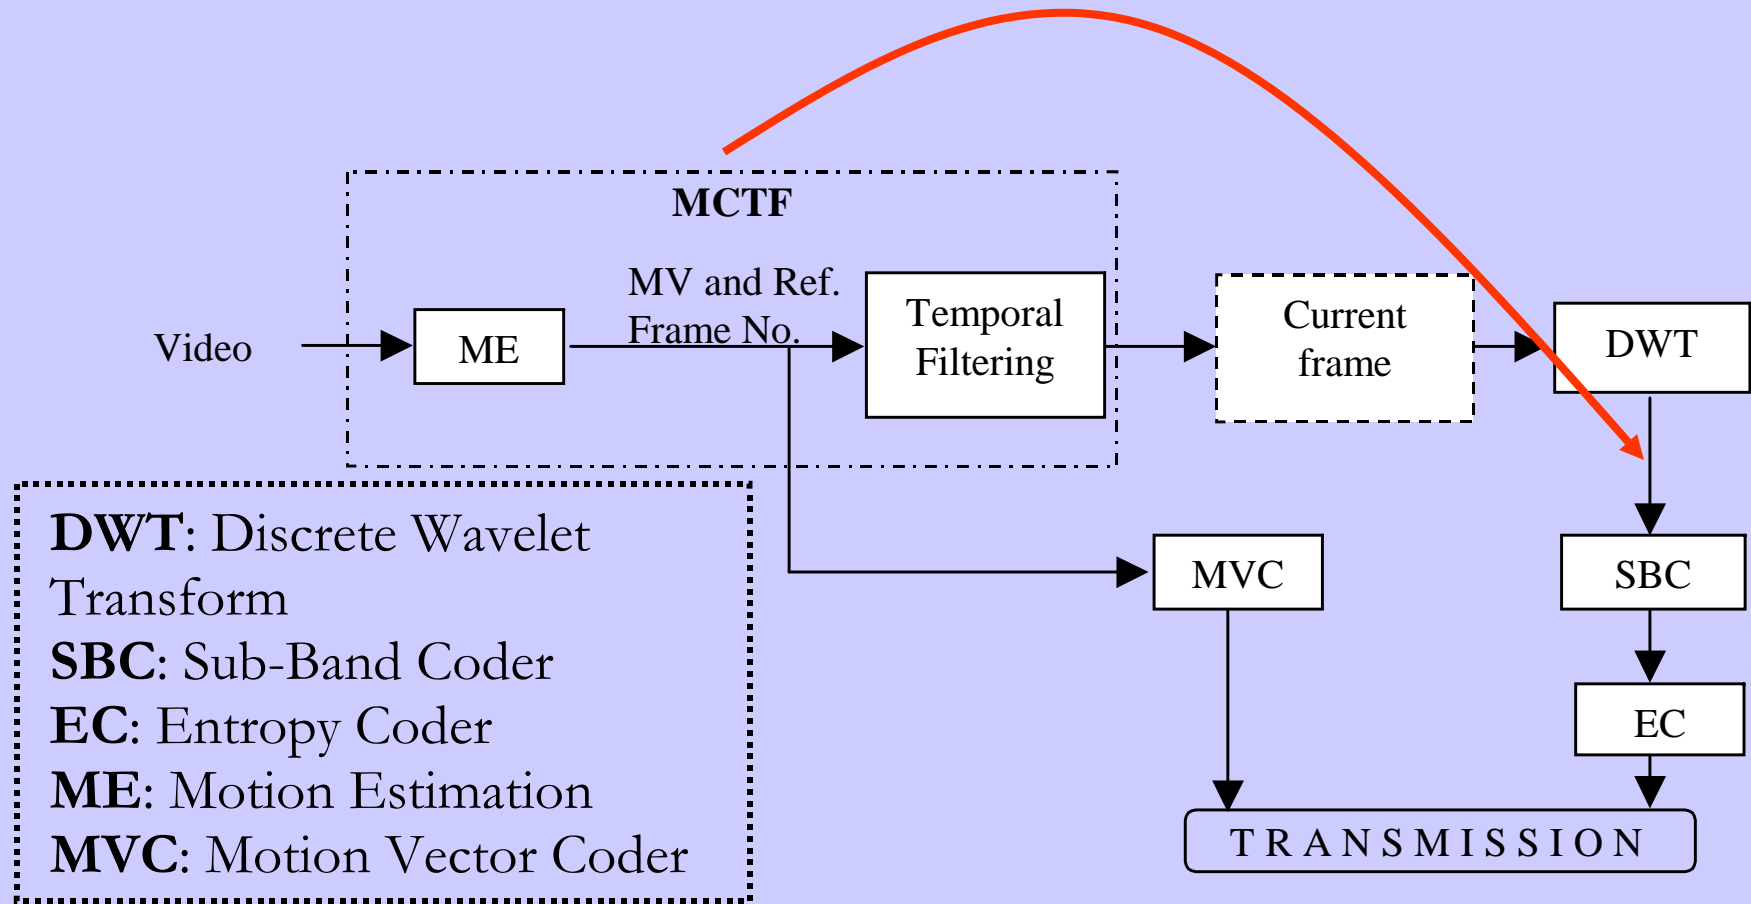 MCTF
MV and Ref.
Frame No.
Video
ME
Temporal
Filtering
Current
frame
DWT
MVC
SBC
EC
TRANSMISSION
DWT: Discrete Wavelet
Transform
SBC: Sub-Band Coder
EC: Entropy Coder
ME: Motion Estimation
MVC: Motion Vector Coder